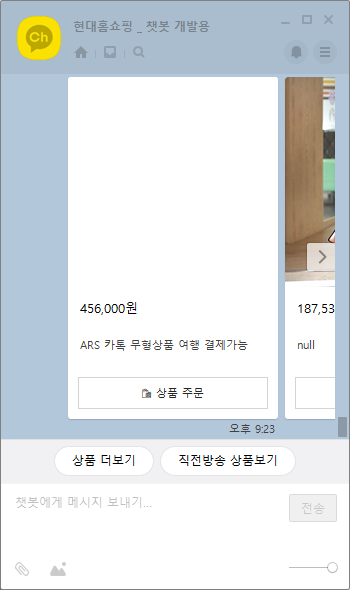 Ch
현대홈쇼핑 _ 챗봇 개발용
456,000원
ARS 카톡 무형상품 여행 결제가능
상품 주문
187,53
null
오후 9:23
상품 더보기
직전방송 상품보기
챗봇에게 메시지 보내기...
전송